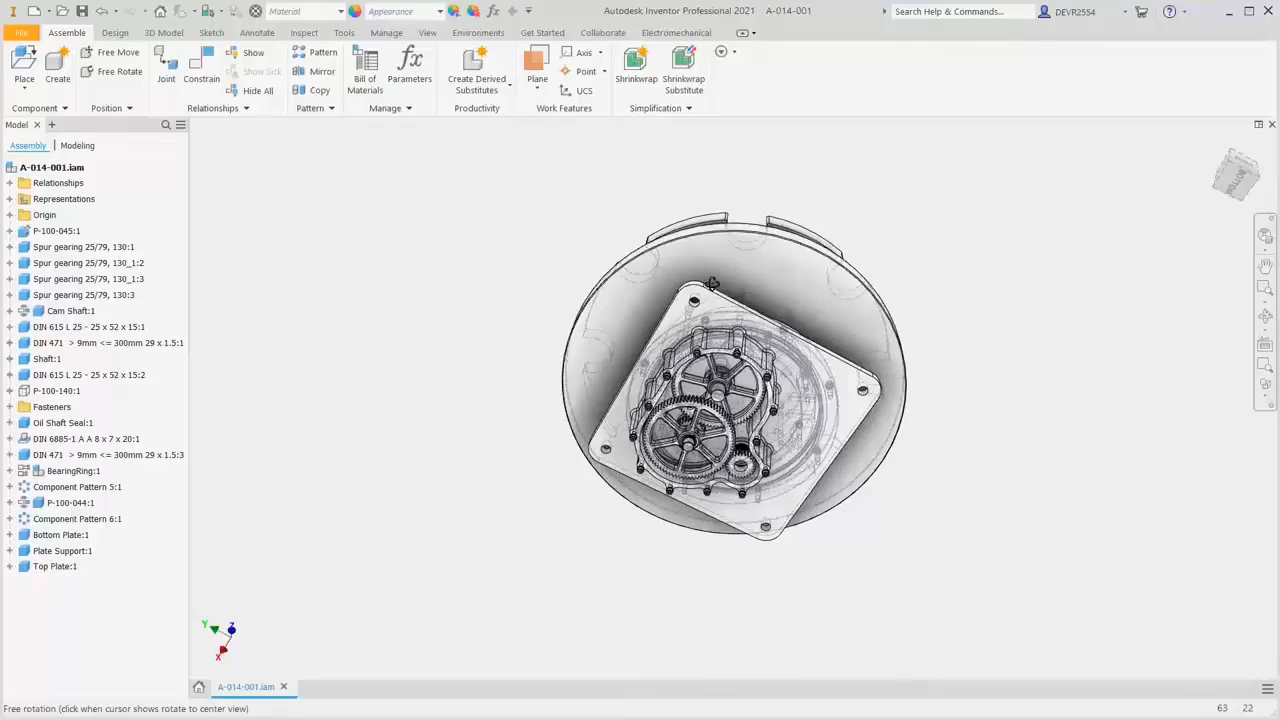 Material
Appearance
Autodesk Inventor Professional 2021 A-014-001
Search Help & Commands...
DEVR2554
File Assemble Design 3D Model Sketch Annotate Inspect Tools Manage View Environments Get Started Collaborate Electromechanical
Place
Create
Free Move
Free Rotate
Joint
Constrain
Show
Show Sick
Hide All
Pattern
Mirror
Copy
Bill of
Materials
Parameters
Create Derived
Substitutes
Plane
Axis
Point
UCS
Shrinkwrap
Shrinkwrap
Substitute
Component Position Relationships Pattern Manage Productivity Work Features Simplification
Model
Assembly Modeling
A-014-001.iam
Relationships
Representations
Origin
P-100-045:1
Spur gearing 25/79, 130:1
Spur gearing 25/79, 130_1:2
Spur gearing 25/79, 130_1:3
Spur gearing 25/79, 130:3
Cam Shaft:1
DIN 615 L 25 - 25 x 52 x 15:1
DIN 471 > 9mm <= 300mm 29 x 1.5:1
Shaft:1
DIN 615 L 25 - 25 x 52 x 15:2
P-100-140:1
Fasteners
Oil Shaft Seal:1
DIN 6885-1 A A 8 x 7 x 20:1
DIN 471 > 9mm <= 300mm 29 x 1.5:3
BearingRing:1
Component Pattern 5:1
P-100-044:1
Component Pattern 6:1
Bottom Plate:1
Plate Support:1
Top Plate:1
BOTTOM
Y
Z
X
A-014-001.iam
Free rotation (click when cursor shows rotate to center view)
63 22